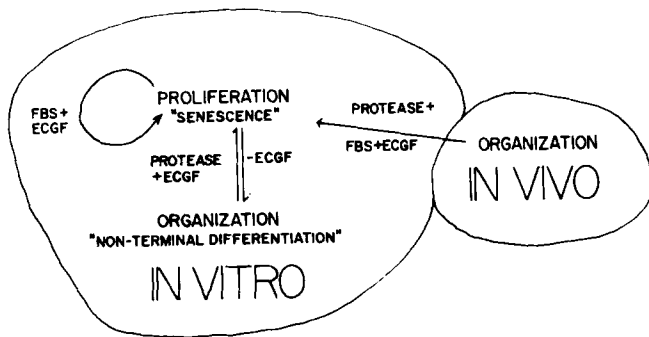 FBS+
ECGF
PROLIFERATION
"SENESCENCE"
PROTEASE
+ECGF
-ECGF
ORGANIZATION
"NON-TERMINAL DIFFERENTIATION"
IN VITRO
PROTEASE+
FBS+ECGF
ORGANIZATION
IN VIVO